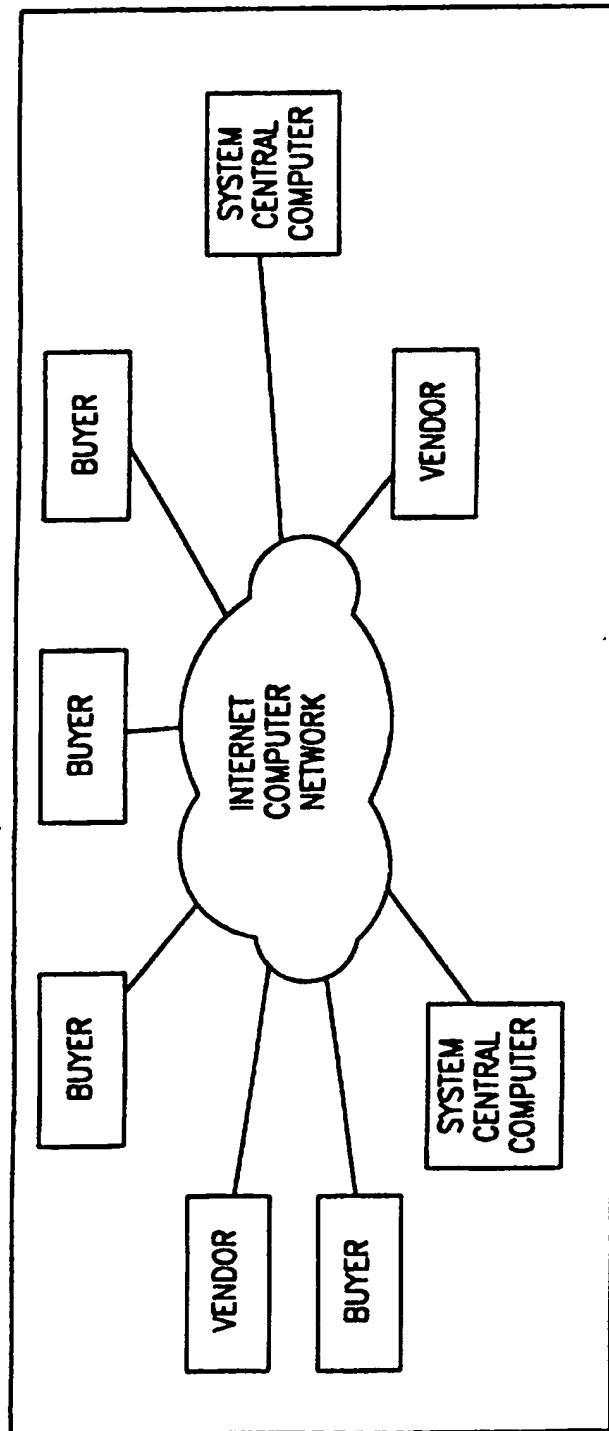 BUYER
BUYER
BUYER
VENDOR
SYSTEM
CENTRAL
COMPUTER
INTERNET
COMPUTER
NETWORK
BUYER
SYSTEM
CENTRAL
COMPUTER
VENDOR